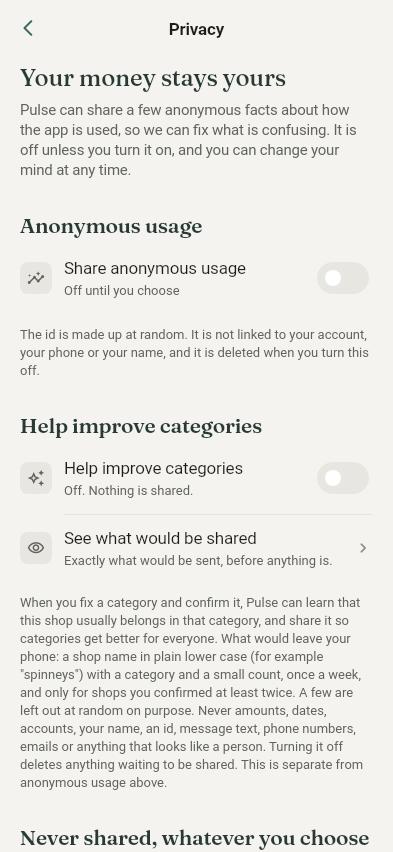 Privacy
Your money stays yours
Pulse can share a few anonymous facts about how
the app is used, so we can fix what is confusing. It is
off unless you turn it on, and you can change your
mind at any time.
Anonymous usage
Share anonymous usage
Off until you choose
The id is made up at random. It is not linked to your account,
your phone or your name, and it is deleted when you turn this
off.
Help improve categories
Help improve categories
Off. Nothing is shared.
See what would be shared
Exactly what would be sent, before anything is.
When you fix a category and confirm it, Pulse can learn that
this shop usually belongs in that category, and share it so
categories get better for everyone. What would leave your
phone: a shop name in plain lower case (for example
"spinneys") with a category and a small count, once a week,
and only for shops you confirmed at least twice. A few are
left out at random on purpose. Never amounts, dates,
accounts, your name, an id, message text, phone numbers,
emails or anything that looks like a person. Turning it off
deletes anything waiting to be shared. This is separate from
anonymous usage above.
Never shared, whatever you choose